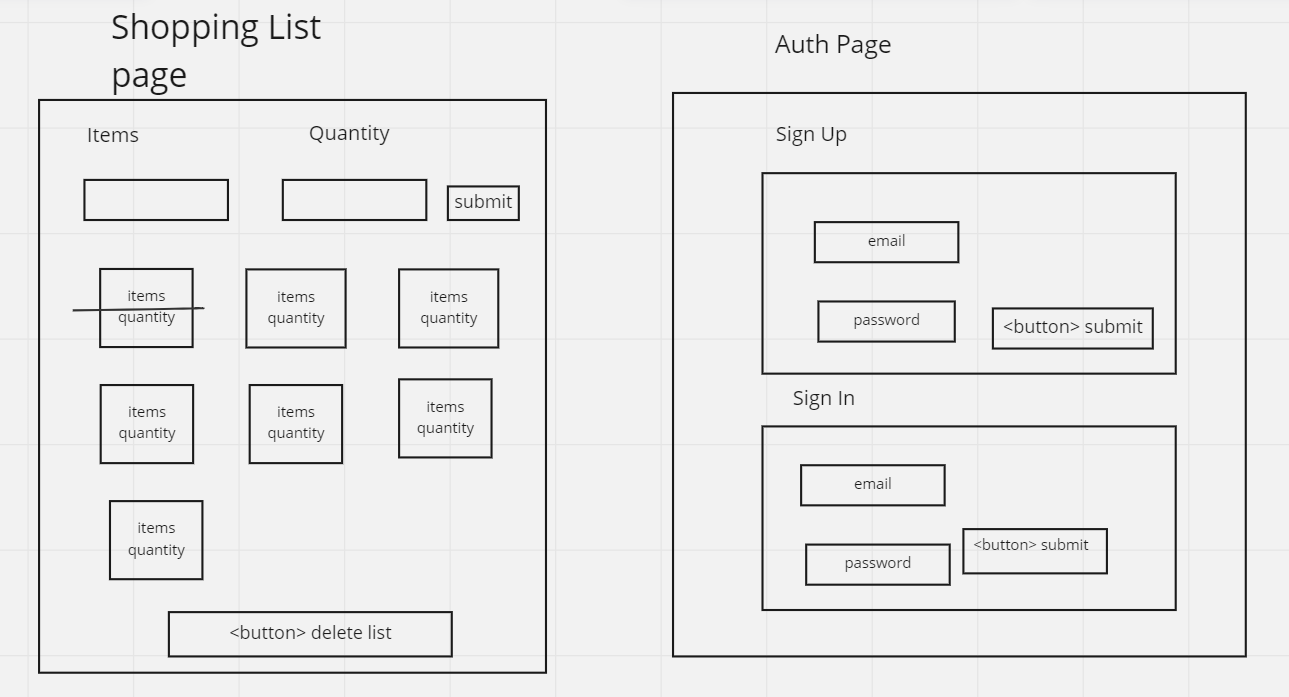 Shopping List
page
Items
Quantity
submit
items
quantity
items
quantity
items
quantity
items
quantity
items
quantity
items
quantity
items
quantity
<button> delete list
Auth Page
Sign Up
email
password
<button> submit
Sign In
email
password
<button> submit